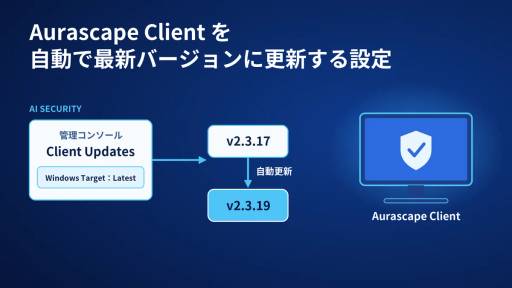 Aurascape Client を
自動で最新バージョンに更新する設定
AI SECURITY
管理コンソール
Client Updates
Windows Target：Latest
v2.3.17
自動更新
v2.3.19
Aurascape Client